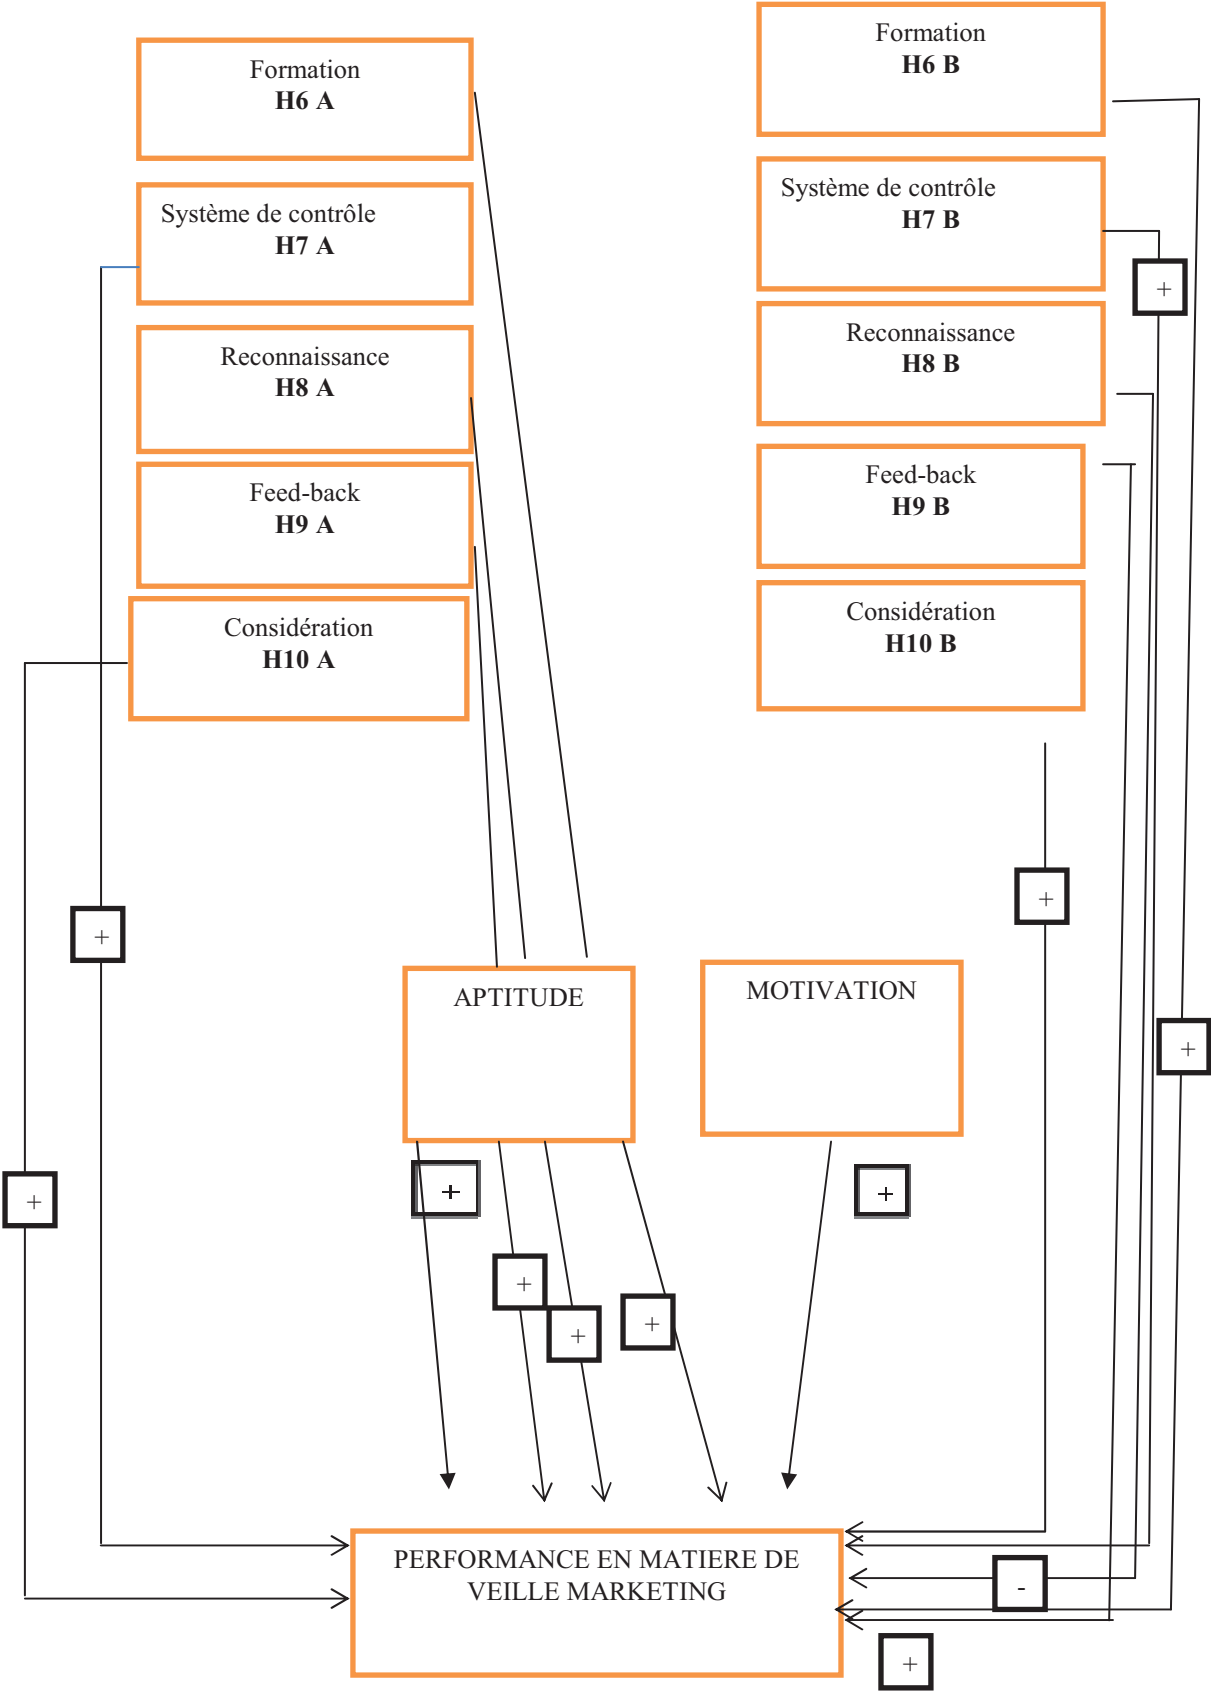 Formation
H6 A
Système de contrôle
H7 A
Reconnaissance
H8 A
Feed-back
H9 A
Considération
H10 A
Formation
H6 B
Système de contrôle
H7 B
+
Reconnaissance
H8 B
Feed-back
H9 B
Considération
H10 B
+
+
APTITUDE
MOTIVATION
+
+
+
+
+
+
+
PERFORMANCE EN MATIERE DE
VEILLE MARKETING
-
+